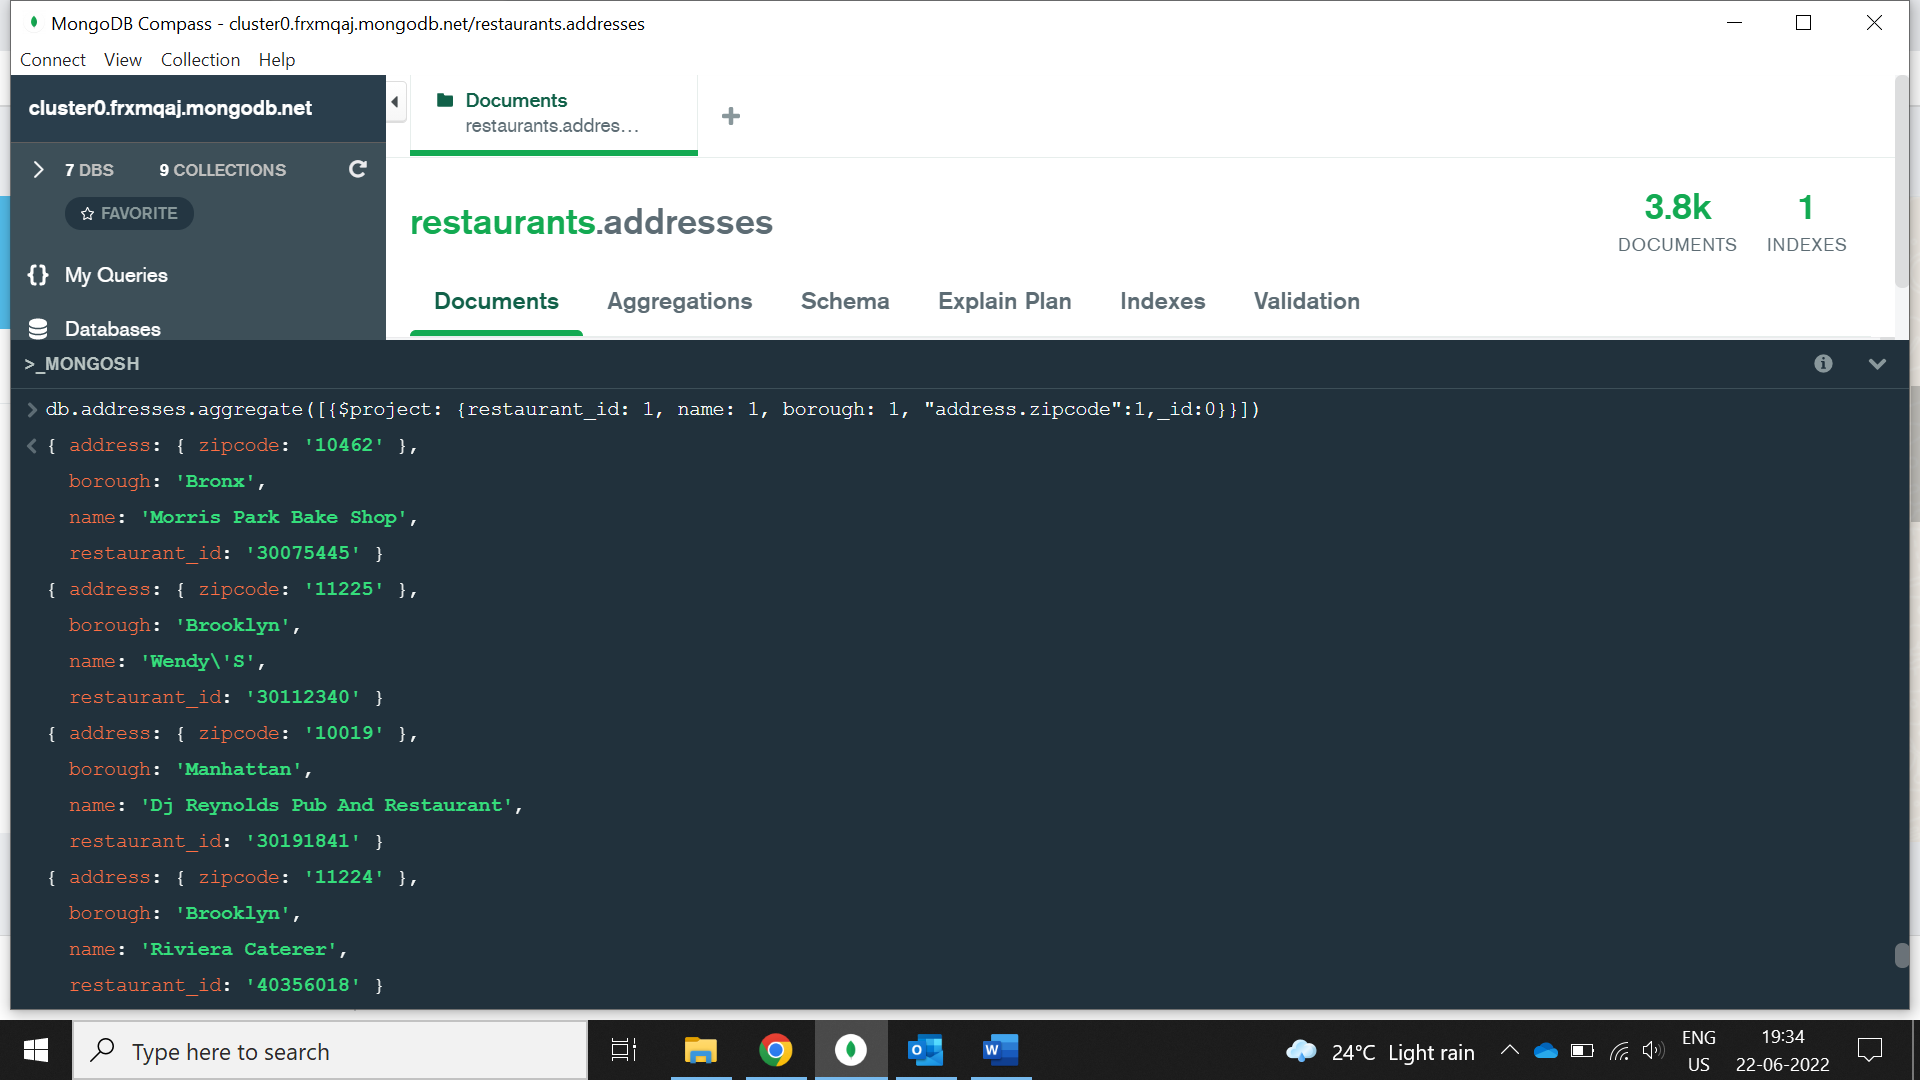 MongoDB Compass - cluster0.frxmqaj.mongodb.net/restaurants.addresses
Connect View Collection Help
cluster0.frxmqaj.mongodb.net
Documents
restaurants.addres...
7 DBS 9 COLLECTIONS
FAVORITE
restaurants.addresses
3.8k
DOCUMENTS
1
INDEXES
My Queries
Databases
Documents Aggregations Schema Explain Plan Indexes Validation
>_MONGOSH
db.addresses.aggregate([{$project: {restaurant_id: 1, name: 1, borough: 1, "address.zipcode":1,_id:0}}])
{ address: { zipcode: '10462' },
borough: 'Bronx',
name: 'Morris Park Bake Shop',
restaurant_id: '30075445' }
{ address: { zipcode: '11225' },
borough: 'Brooklyn',
name: 'Wendy\'S',
restaurant_id: '30112340' }
{ address: { zipcode: '10019' },
borough: 'Manhattan',
name: 'Dj Reynolds Pub And Restaurant',
restaurant_id: '30191841' }
{ address: { zipcode: '11224' },
borough: 'Brooklyn',
name: 'Riviera Caterer',
restaurant_id: '40356018' }
Type here to search
24°C Light rain
ENG
US
19:34
22-06-2022